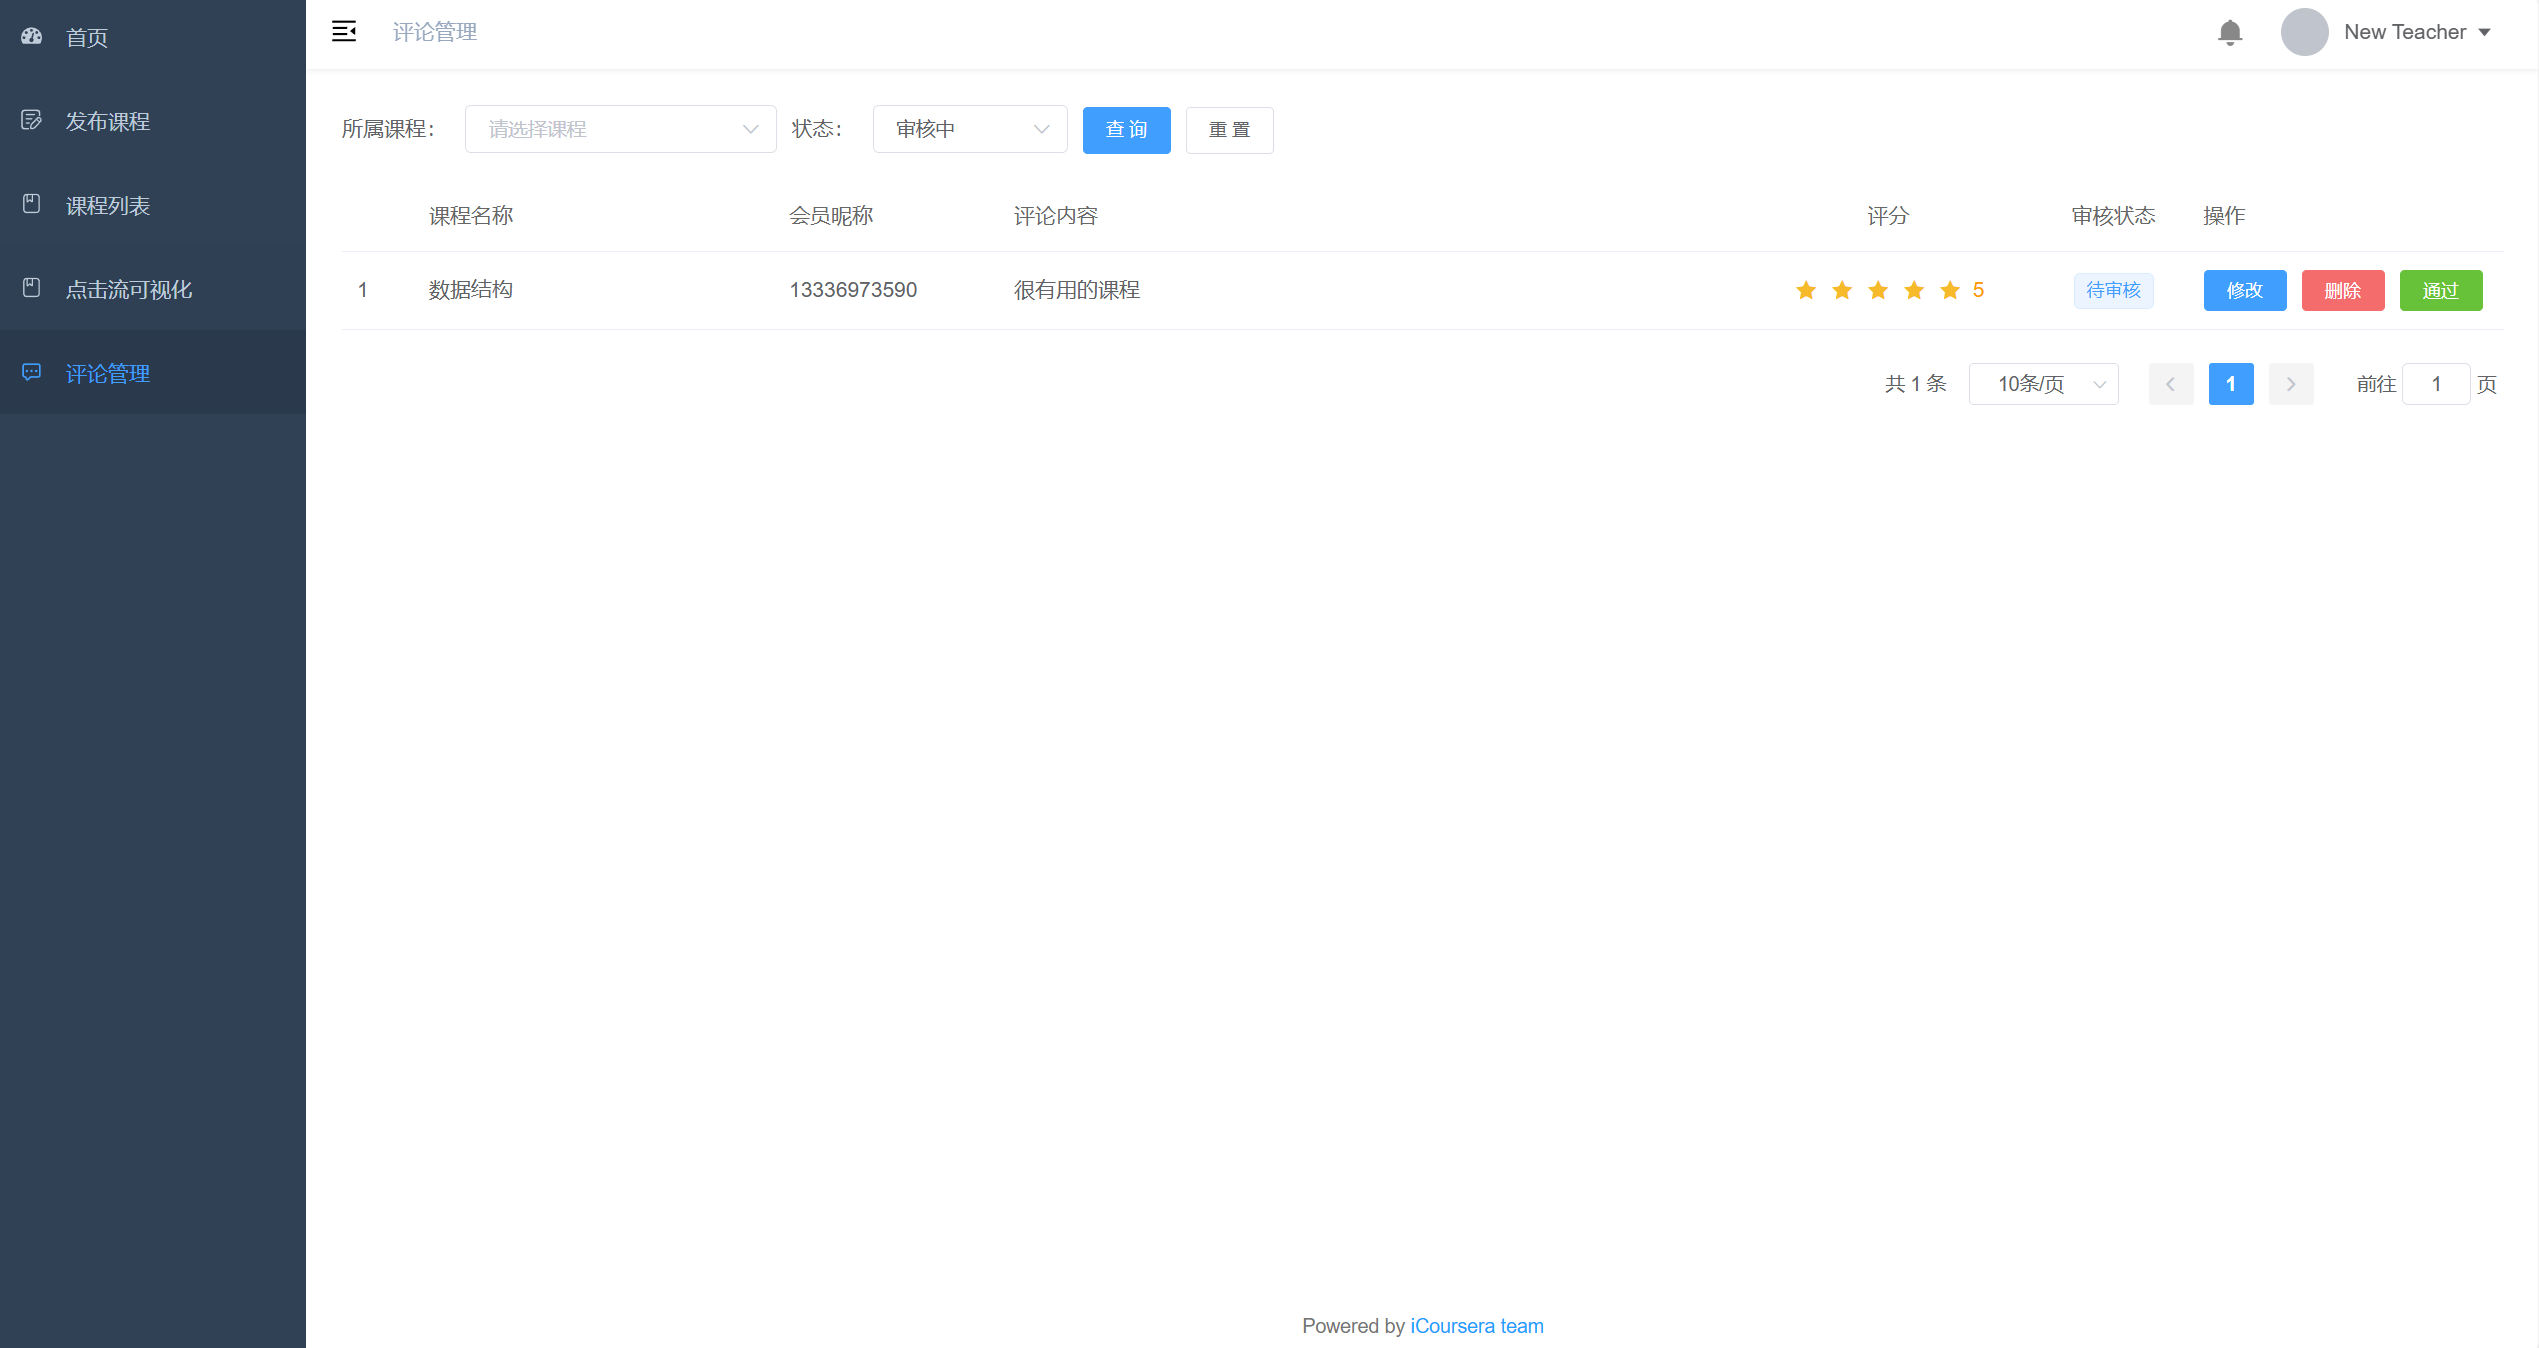 首页
发布课程
课程列表
点击流可视化
评论管理
评论管理
New Teacher
所属课程： 请选择课程 状态： 审核中 查询 重置
课程名称 会员昵称 评论内容 评分 审核状态 操作
1 数据结构 13336973590 很有用的课程 5 待审核 修改 删除 通过
共 1 条 10条/页 1 前往 1 页
Powered by iCoursera team